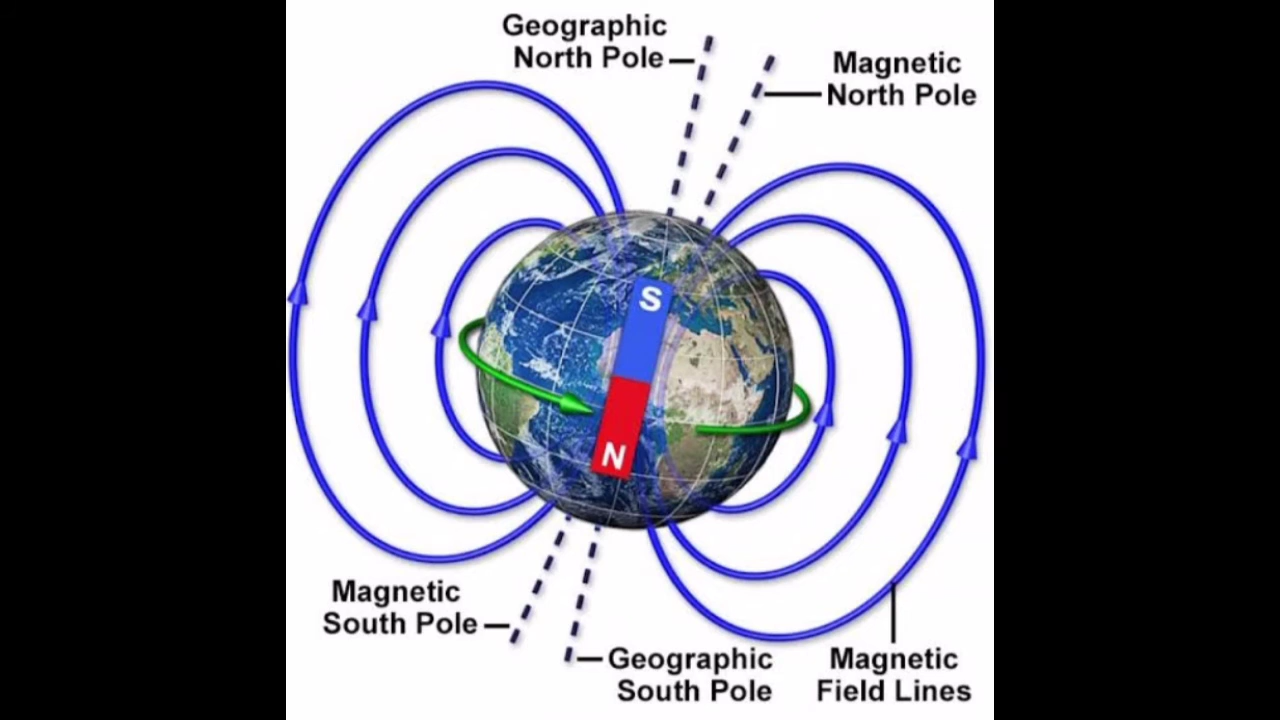 Geographic
North Pole
Magnetic
North Pole
S
N
Magnetic
South Pole
Geographic
South Pole
Magnetic
Field Lines